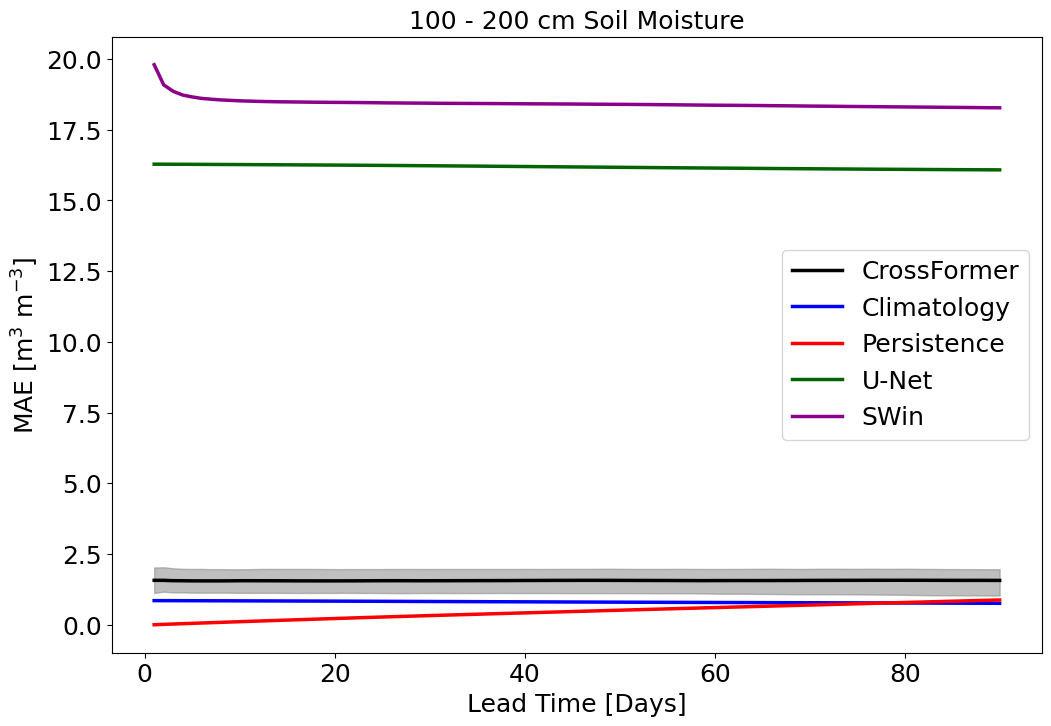 100 - 200 cm Soil Moisture
MAE [m³ m⁻³]
20.0
17.5
15.0
12.5
10.0
7.5
5.0
2.5
0.0
CrossFormer
Climatology
Persistence
U-Net
SWin
0 20 40 60 80
Lead Time [Days]